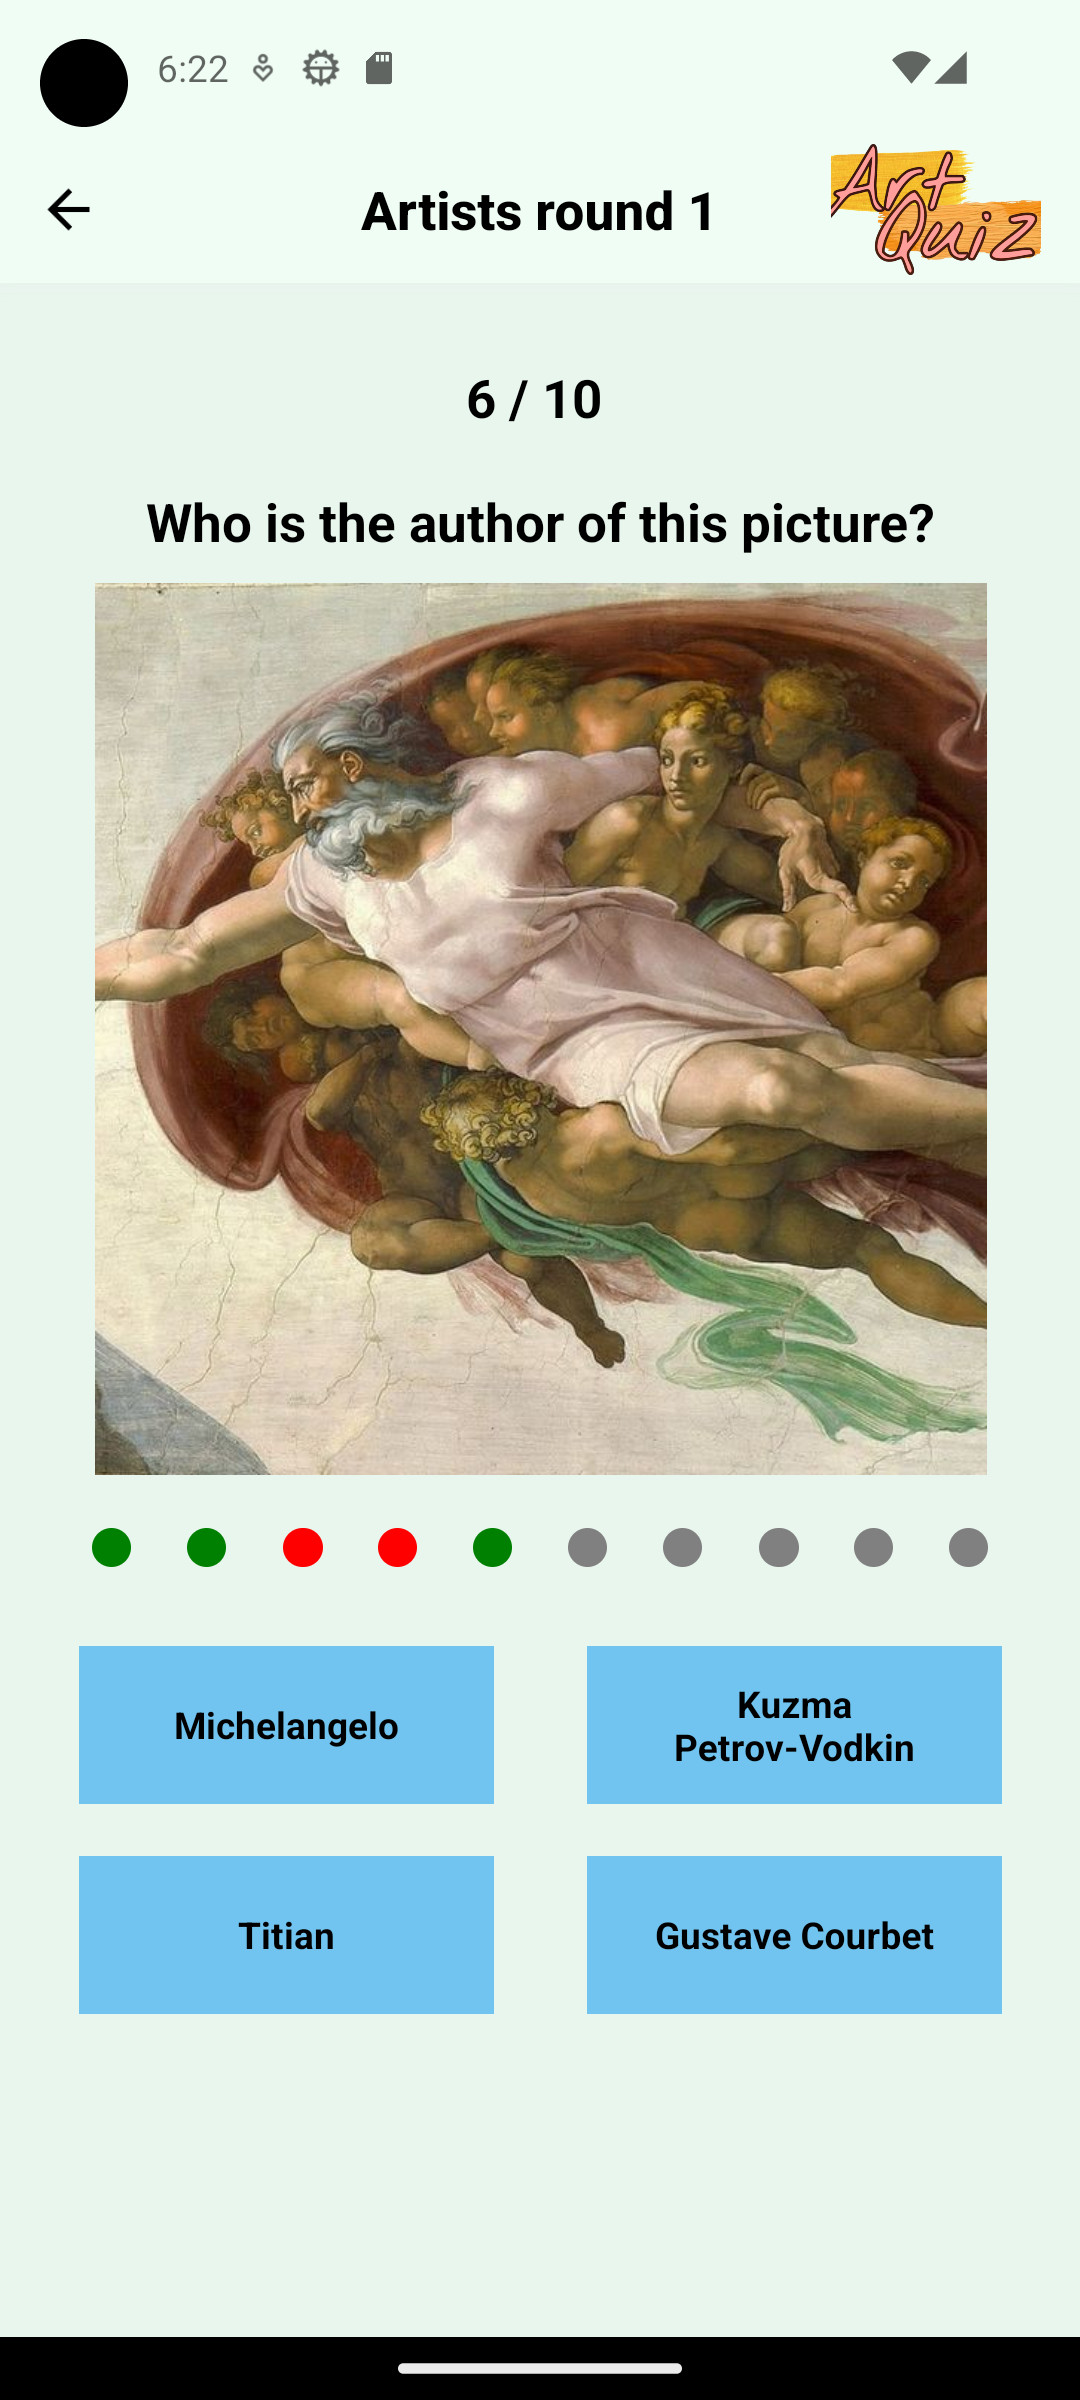 6:22
Artists round 1
Art
Quiz
6 / 10
Who is the author of this picture?
Michelangelo
Kuzma
Petrov-Vodkin
Titian
Gustave Courbet